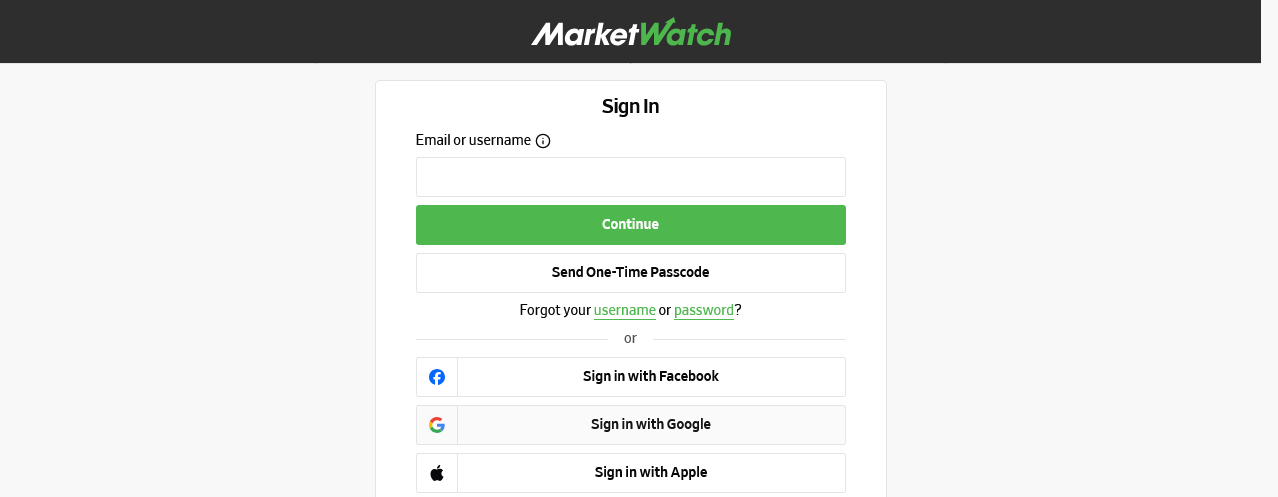 MarketWatch
Sign In
Email or username
Continue
Send One-Time Passcode
Forgot your username or password?
or
Sign in with Facebook
Sign in with Google
Sign in with Apple